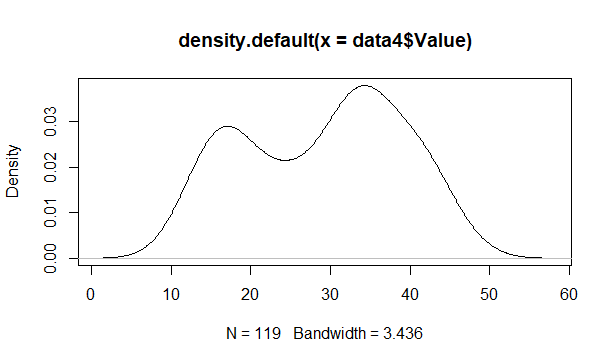 density.default(x = data4$Value)
Density
0.03
0.02
0.01
0.00
0 10 20 30 40 50 60
N = 119 Bandwidth = 3.436